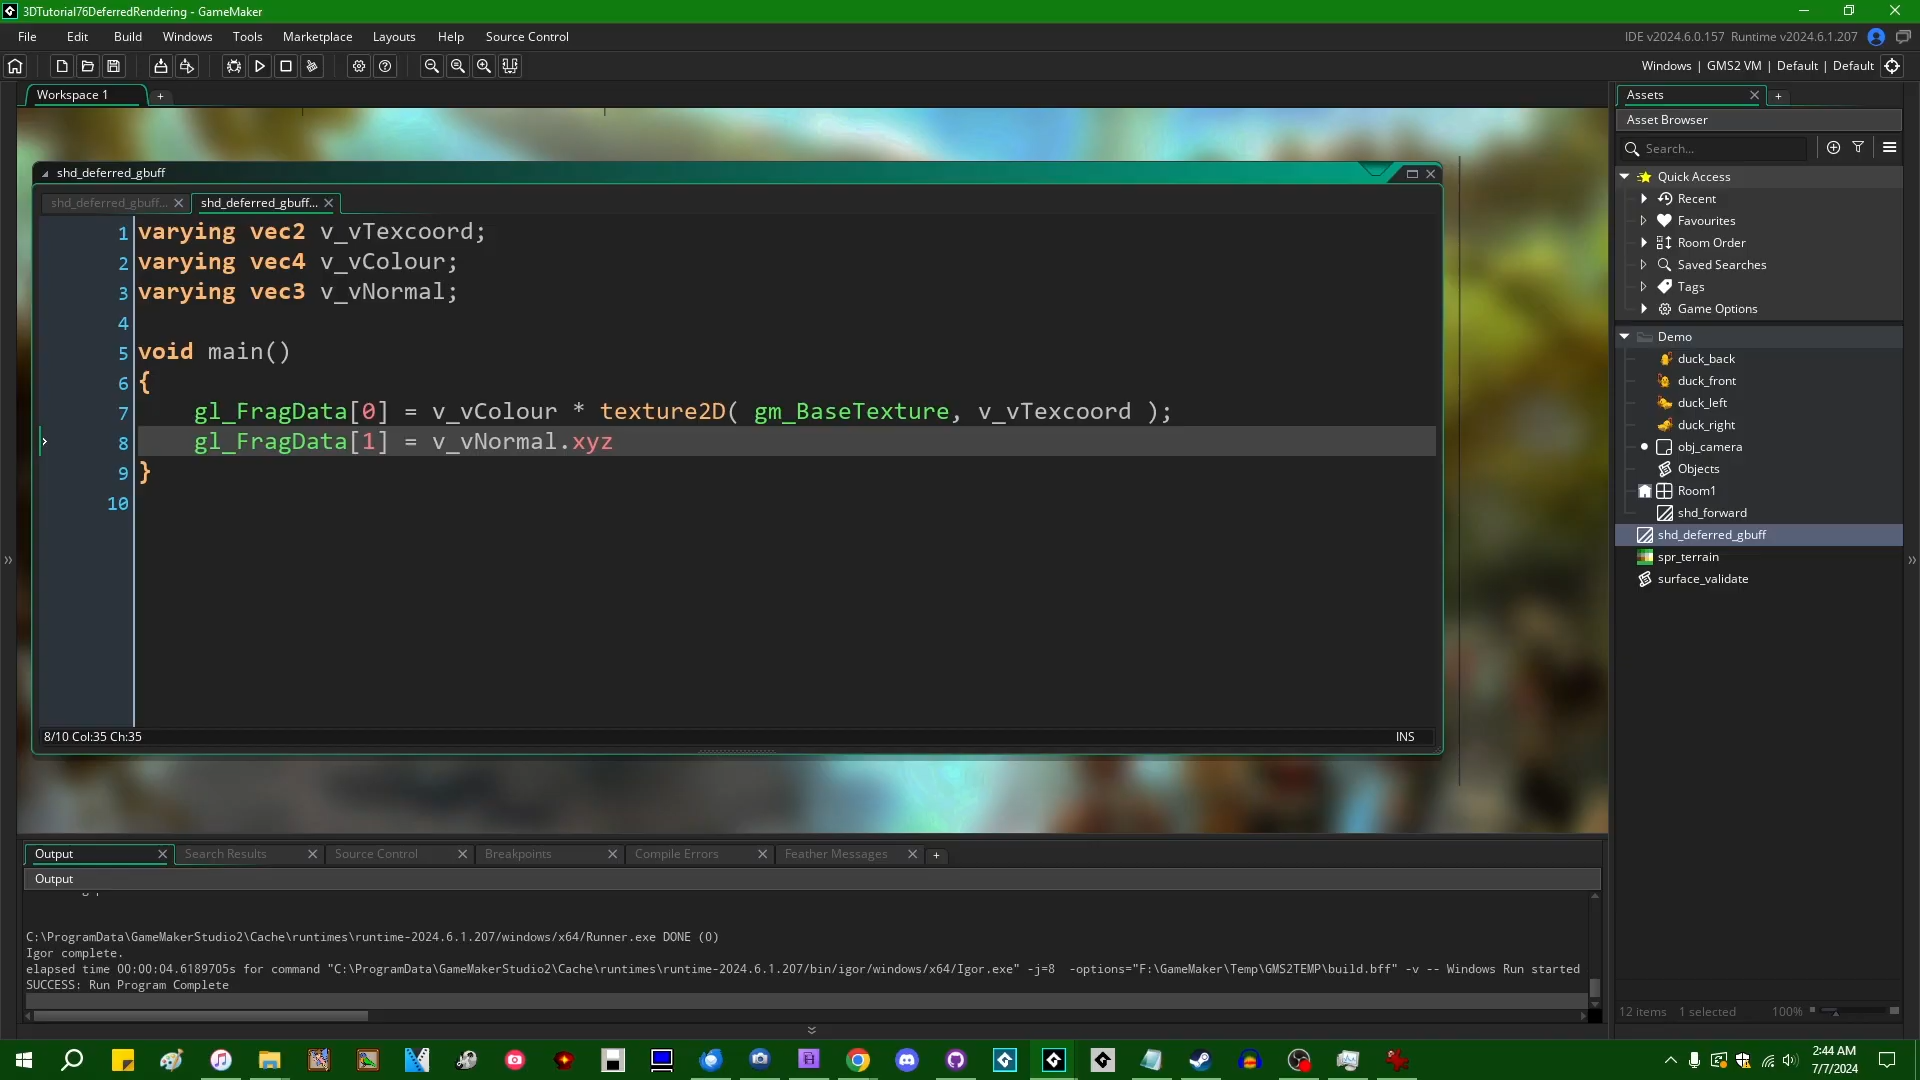 3DTutorial76DeferredRendering - GameMaker
File Edit Build Windows Tools Marketplace Layouts Help Source Control
IDE v2024.6.0.157 Runtime v2024.6.1.207
Windows | GMS2 VM | Default | Default
Workspace 1
shd_deferred_gbuff
shd_deferred_gbuff... shd_deferred_gbuff...
1 varying vec2 v_vTexcoord;
2 varying vec4 v_vColour;
3 varying vec3 v_vNormal;
4
5 void main()
6 {
7 gl_FragData[0] = v_vColour * texture2D( gm_BaseTexture, v_vTexcoord );
8 gl_FragData[1] = v_vNormal.xyz
9 }
10
8/10 Col:35 Ch:35 INS
Assets
Asset Browser
Search...
Quick Access
Recent
Favourites
Room Order
Saved Searches
Tags
Game Options
Demo
duck_back
duck_front
duck_left
duck_right
obj_camera
Objects
Room1
shd_forward
shd_deferred_gbuff
spr_terrain
surface_validate
12 items 1 selected 100%
Output Search Results Source Control Breakpoints Compile Errors Feather Messages
Output
C:\ProgramData\GameMakerStudio2\Cache\runtimes\runtime-2024.6.1.207/windows/x64/Runner.exe DONE (0)
Igor complete.
elapsed time 00:00:04.6189705s for command "C:\ProgramData\GameMakerStudio2\Cache\runtimes\runtime-2024.6.1.207/bin/igor/windows/x64/Igor.exe" -j=8 -options="F:\GameMaker\Temp\GMS2TEMP\build.bff" -v -- Windows Run started
SUCCESS: Run Program Complete
2:44 AM
7/7/2024